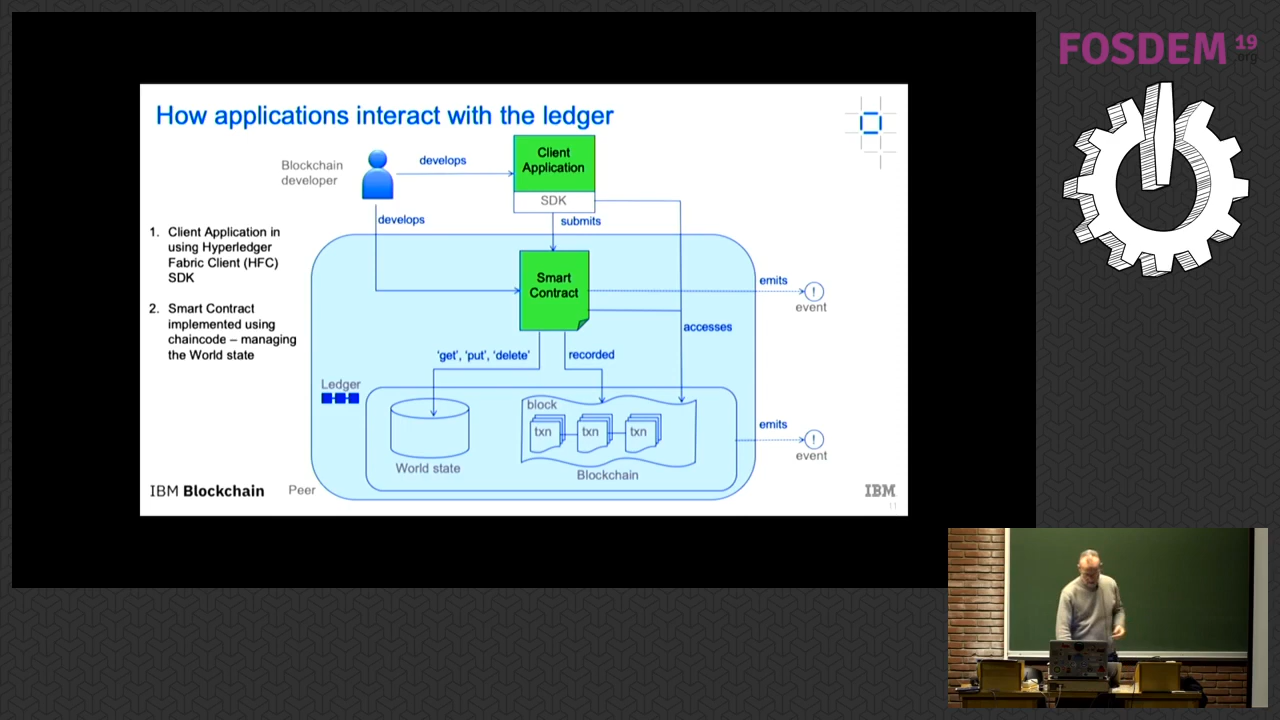 FOSDEM 19
.org
How applications interact with the ledger
Blockchain
developer
develops
Client
Application
SDK
develops
submits
1. Client Application in
using Hyperledger
Fabric Client (HFC)
SDK
2. Smart Contract
implemented using
chaincode – managing
the World state
Smart
Contract
emits
!
event
accesses
'get', 'put', 'delete'
recorded
Ledger
block
txn
txn
txn
World state
Blockchain
emits
!
event
IBM Blockchain
Peer
IBM
11